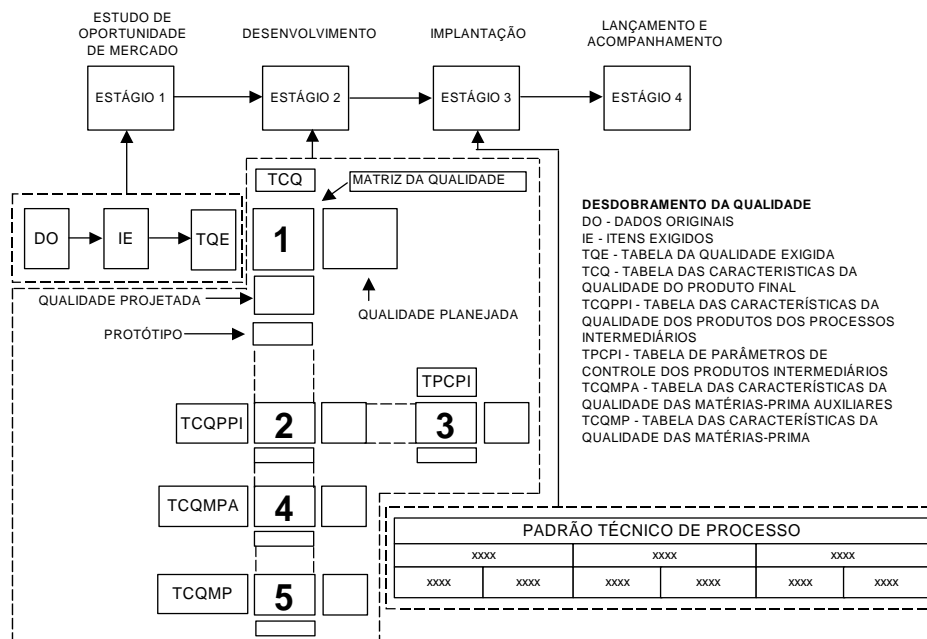 ESTUDO DE
OPORTUNIDADE
DE MERCADO
DESENVOLVIMENTO
IMPLANTAÇÃO
LANÇAMENTO E
ACOMPANHAMENTO
ESTÁGIO 1
ESTÁGIO 2
ESTÁGIO 3
ESTÁGIO 4
TCQ
MATRIZ DA QUALIDADE
DO
IE
TQE
1
QUALIDADE PROJETADA
QUALIDADE PLANEJADA
PROTÓTIPO
TPCPI
TCQPPI
2
3
TCQMPA
4
TCQMP
5
DESDOBRAMENTO DA QUALIDADE
DO - DADOS ORIGINAIS
IE - ITENS EXIGIDOS
TQE - TABELA DA QUALIDADE EXIGIDA
TCQ - TABELA DAS CARACTERISTICAS DA
QUALIDADE DO PRODUTO FINAL
TCQPPI - TABELA DAS CARACTERÍSTICAS DA
QUALIDADE DOS PRODUTOS DOS PROCESSOS
INTERMEDIÁRIOS
TPCPI - TABELA DE PARÂMETROS DE
CONTROLE DOS PRODUTOS INTERMEDIÁRIOS
TCQMPA - TABELA DAS CARACTERÍSTICAS DA
QUALIDADE DAS MATÉRIAS-PRIMA AUXILIARES
TCQMP - TABELA DAS CARACTERÍSTICAS DA
QUALIDADE DAS MATÉRIAS-PRIMA
PADRÃO TÉCNICO DE PROCESSO
xxxx xxxx xxxx
xxxx xxxx xxxx xxxx xxxx xxxx